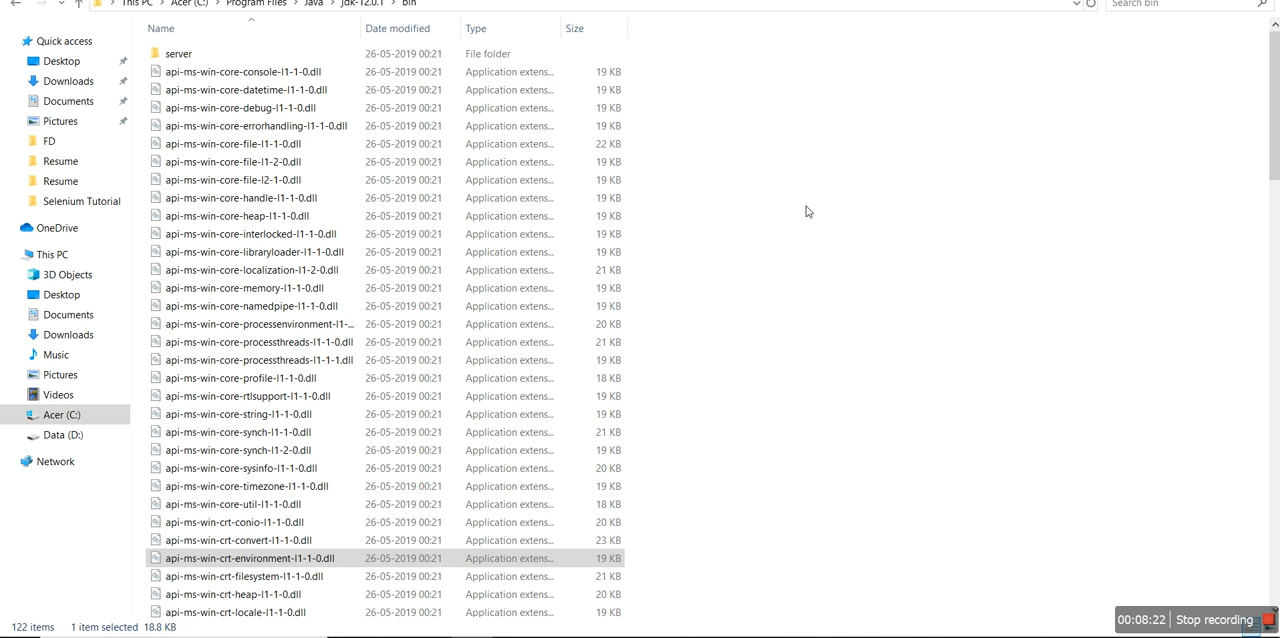 This PC > Acer (C:) > Program Files > Java > jdk-12.0.1 > bin
Search bin
Name Date modified Type Size
Quick access
Desktop
Downloads
Documents
Pictures
FD
Resume
Resume
Selenium Tutorial
OneDrive
This PC
3D Objects
Desktop
Documents
Downloads
Music
Pictures
Videos
Acer (C:)
Data (D:)
Network
server 26-05-2019 00:21 File folder
api-ms-win-core-console-l1-1-0.dll 26-05-2019 00:21 Application extens... 19 KB
api-ms-win-core-datetime-l1-1-0.dll 26-05-2019 00:21 Application extens... 19 KB
api-ms-win-core-debug-l1-1-0.dll 26-05-2019 00:21 Application extens... 19 KB
api-ms-win-core-errorhandling-l1-1-0.dll 26-05-2019 00:21 Application extens... 19 KB
api-ms-win-core-file-l1-1-0.dll 26-05-2019 00:21 Application extens... 22 KB
api-ms-win-core-file-l1-2-0.dll 26-05-2019 00:21 Application extens... 19 KB
api-ms-win-core-file-l2-1-0.dll 26-05-2019 00:21 Application extens... 19 KB
api-ms-win-core-handle-l1-1-0.dll 26-05-2019 00:21 Application extens... 19 KB
api-ms-win-core-heap-l1-1-0.dll 26-05-2019 00:21 Application extens... 19 KB
api-ms-win-core-interlocked-l1-1-0.dll 26-05-2019 00:21 Application extens... 19 KB
api-ms-win-core-libraryloader-l1-1-0.dll 26-05-2019 00:21 Application extens... 19 KB
api-ms-win-core-localization-l1-2-0.dll 26-05-2019 00:21 Application extens... 21 KB
api-ms-win-core-memory-l1-1-0.dll 26-05-2019 00:21 Application extens... 19 KB
api-ms-win-core-namedpipe-l1-1-0.dll 26-05-2019 00:21 Application extens... 19 KB
api-ms-win-core-processenvironment-l1-... 26-05-2019 00:21 Application extens... 20 KB
api-ms-win-core-processthreads-l1-1-0.dll 26-05-2019 00:21 Application extens... 21 KB
api-ms-win-core-processthreads-l1-1-1.dll 26-05-2019 00:21 Application extens... 19 KB
api-ms-win-core-profile-l1-1-0.dll 26-05-2019 00:21 Application extens... 18 KB
api-ms-win-core-rtlsupport-l1-1-0.dll 26-05-2019 00:21 Application extens... 19 KB
api-ms-win-core-string-l1-1-0.dll 26-05-2019 00:21 Application extens... 19 KB
api-ms-win-core-synch-l1-1-0.dll 26-05-2019 00:21 Application extens... 21 KB
api-ms-win-core-synch-l1-2-0.dll 26-05-2019 00:21 Application extens... 19 KB
api-ms-win-core-sysinfo-l1-1-0.dll 26-05-2019 00:21 Application extens... 20 KB
api-ms-win-core-timezone-l1-1-0.dll 26-05-2019 00:21 Application extens... 19 KB
api-ms-win-core-util-l1-1-0.dll 26-05-2019 00:21 Application extens... 18 KB
api-ms-win-crt-conio-l1-1-0.dll 26-05-2019 00:21 Application extens... 20 KB
api-ms-win-crt-convert-l1-1-0.dll 26-05-2019 00:21 Application extens... 23 KB
api-ms-win-crt-environment-l1-1-0.dll 26-05-2019 00:21 Application extens... 19 KB
api-ms-win-crt-filesystem-l1-1-0.dll 26-05-2019 00:21 Application extens... 21 KB
api-ms-win-crt-heap-l1-1-0.dll 26-05-2019 00:21 Application extens... 20 KB
api-ms-win-crt-locale-l1-1-0.dll 26-05-2019 00:21 Application extens... 19 KB
122 items 1 item selected 18.8 KB
00:08:22 Stop recording